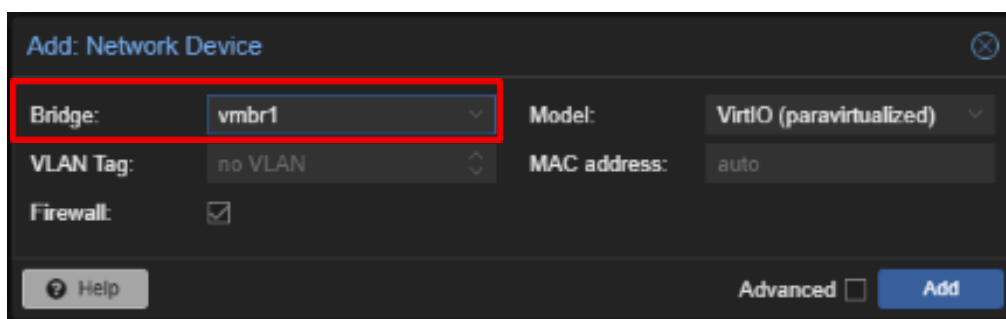 Add: Network Device
Bridge: vmbr1 Model: VirtIO (paravirtualized)
VLAN Tag: no VLAN MAC address: auto
Firewall:
Help Advanced Add